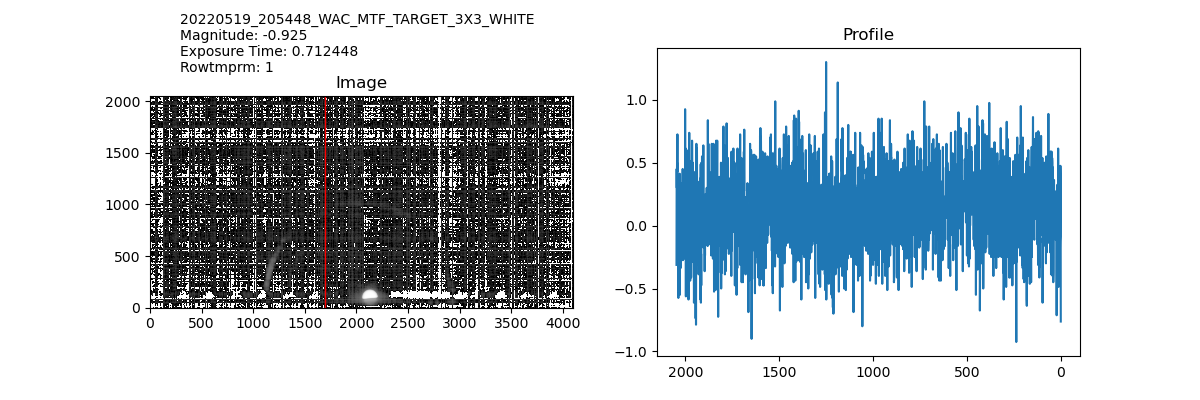 20220519_205448_WAC_MTF_TARGET_3X3_WHITE
Magnitude: -0.925
Exposure Time: 0.712448
Rowtmprm: 1
Image
2000
1500
1000
500
0
0 500 1000 1500 2000 2500 3000 3500 4000
Profile
1.0
0.5
0.0
−0.5
−1.0
2000 1500 1000 500 0